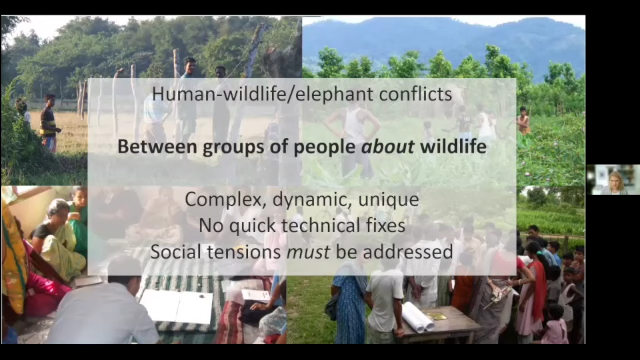 Human-wildlife/elephant conflicts
Between groups of people about wildlife
Complex, dynamic, unique
No quick technical fixes
Social tensions must be addressed